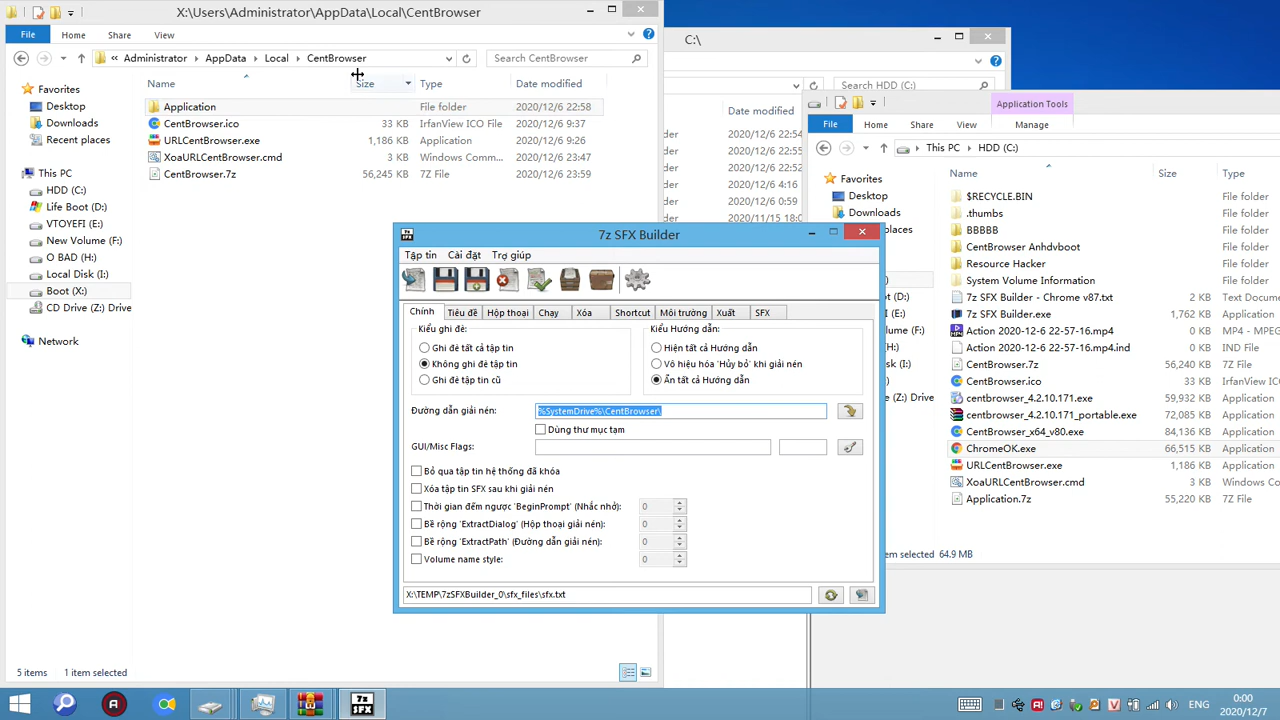 X:\Users\Administrator\AppData\Local\CentBrowser
File Home Share View
« Administrator › AppData › Local › CentBrowser
Search CentBrowser
Name Size Type Date modified
Favorites
Desktop
Downloads
Recent places
This PC
HDD (C:)
Life Boot (D:)
VTOYEFI (E:)
New Volume (F:)
O BAD (H:)
Local Disk (I:)
Boot (X:)
CD Drive (Z:) Drive
Network
Application File folder 2020/12/6 22:58
CentBrowser.ico 33 KB IrfanView ICO File 2020/12/6 9:37
URLCentBrowser.exe 1,186 KB Application 2020/12/6 9:26
XoaURLCentBrowser.cmd 3 KB Windows Comm... 2020/12/6 23:47
CentBrowser.7z 56,245 KB 7Z File 2020/12/6 23:59
5 items 1 item selected
C:\
Search HDD (C:)
Date modified
der 2020/12/6 22:54
der 2020/12/6 22:55
der 2020/12/6 22:52
der 2020/12/6 4:16
der 2020/12/6 0:59
der 2020/11/15 18:0
Application Tools
File Home Share View Manage
This PC › HDD (C:)
Name Size Type
Favorites
Desktop
Downloads
places
$RECYCLE.BIN File folder
.thumbs File folder
BBBBB File folder
CentBrowser Anhdvboot File folder
Resource Hacker File folder
System Volume Information File folder
7z SFX Builder - Chrome v87.txt 2 KB Text Docume
7z SFX Builder.exe 1,762 KB Application
Action 2020-12-6 22-57-16.mp4 MP4 - MPEG
Action 2020-12-6 22-57-16.mp4.ind IND File
CentBrowser.7z 56,240 KB 7Z File
CentBrowser.ico 33 KB IrfanView ICO
centbrowser_4.2.10.171.exe 59,932 KB Application
centbrowser_4.2.10.171_portable.exe 72,085 KB Application
CentBrowser_x64_v80.exe 84,136 KB Application
ChromeOK.exe 66,515 KB Application
URLCentBrowser.exe 1,186 KB Application
XoaURLCentBrowser.cmd 3 KB Windows Co
Application.7z 55,220 KB 7Z File
em selected 64.9 MB
7z SFX Builder
Tập tin Cài đặt Trợ giúp
Chính Tiêu đề Hộp thoại Chạy Xóa Shortcut Môi trường Xuất SFX
Kiểu ghi đè:
Ghi đè tất cả tập tin
Không ghi đè tập tin
Ghi đè tập tin cũ
Kiểu Hướng dẫn:
Hiện tất cả Hướng dẫn
Vô hiệu hóa 'Hủy bỏ' khi giải nén
Ẩn tất cả Hướng dẫn
Đường dẫn giải nén: %SystemDrive%\CentBrowser\
Dùng thư mục tạm
GUI/Misc Flags:
Bỏ qua tập tin hệ thống đã khóa
Xóa tập tin SFX sau khi giải nén
Thời gian đếm ngược 'BeginPrompt' (Nhắc nhở): 0
Bề rộng 'ExtractDialog' (Hộp thoại giải nén): 0
Bề rộng 'ExtractPath' (Đường dẫn giải nén): 0
Volume name style: 0
X:\TEMP\7zSFXBuilder_0\sfx_files\sfx.txt
7z SFX
ENG
0:00
2020/12/7